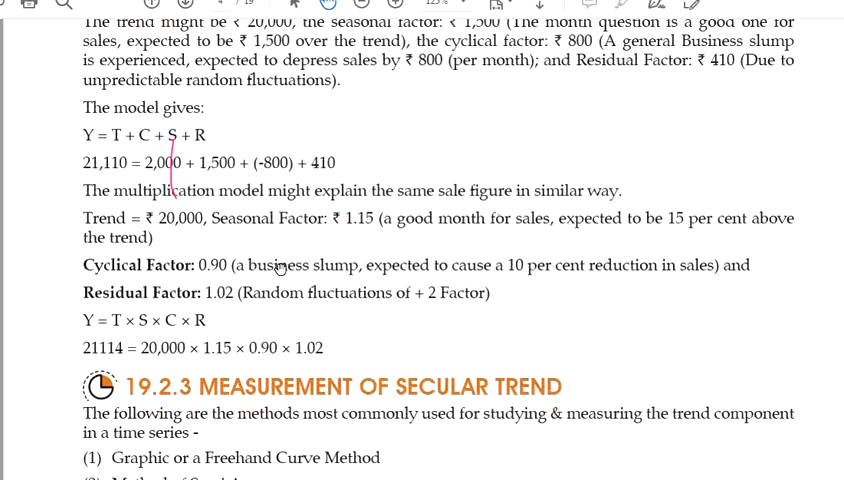 125%
The trend might be ₹ 20,000, the seasonal factor: ₹ 1,500 (The month question is a good one for
sales, expected to be ₹ 1,500 over the trend), the cyclical factor: ₹ 800 (A general Business slump
is experienced, expected to depress sales by ₹ 800 (per month); and Residual Factor: ₹ 410 (Due to
unpredictable random fluctuations).
The model gives:
Y = T + C + S + R
21,110 = 2,000 + 1,500 + (-800) + 410
The multiplication model might explain the same sale figure in similar way.
Trend = ₹ 20,000, Seasonal Factor: ₹ 1.15 (a good month for sales, expected to be 15 per cent above
the trend)
Cyclical Factor: 0.90 (a business slump, expected to cause a 10 per cent reduction in sales) and
Residual Factor: 1.02 (Random fluctuations of + 2 Factor)
Y = T × S × C × R
21114 = 20,000 × 1.15 × 0.90 × 1.02
19.2.3 MEASUREMENT OF SECULAR TREND
The following are the methods most commonly used for studying & measuring the trend component
in a time series -
(1) Graphic or a Freehand Curve Method